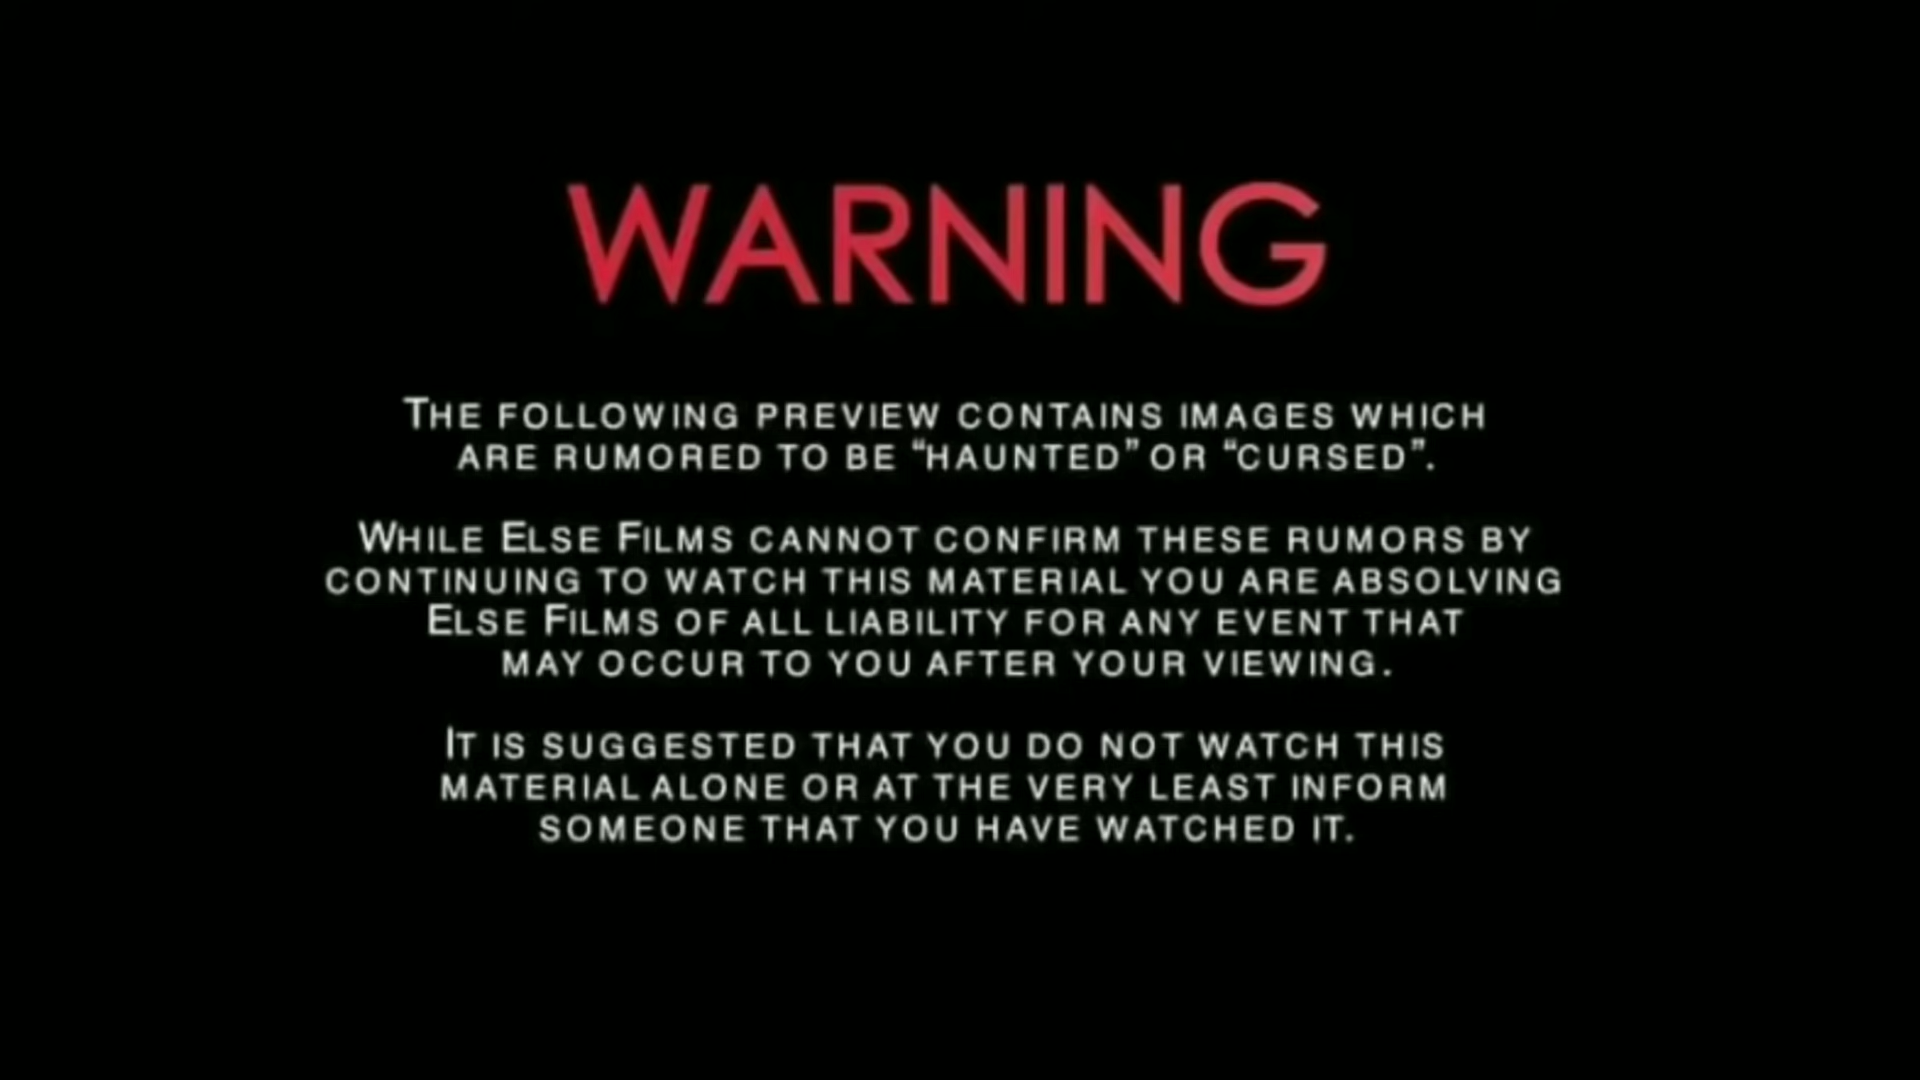 WARNING
The following preview contains images which
are rumored to be “haunted” or “cursed”.
While Else Films cannot confirm these rumors by
continuing to watch this material you are absolving
Else Films of all liability for any event that
may occur to you after your viewing.
It is suggested that you do not watch this
material alone or at the very least inform
someone that you have watched it.